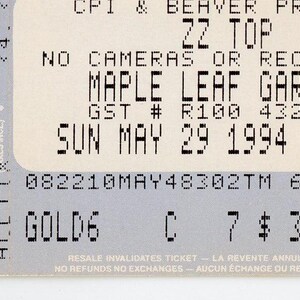 CPI & BEAVER PR
ZZ TOP
NO CAMERAS OR REC
MAPLE LEAF GAR
GST # R100 432
SUN MAY 29 1994
082210MAY48302TM 6
GOLD6 C 7 $ 3
RESALE INVALIDATES TICKET — LA REVENTE ANNU
NO REFUNDS NO EXCHANGES — AUCUN ÉCHANGE OU RE